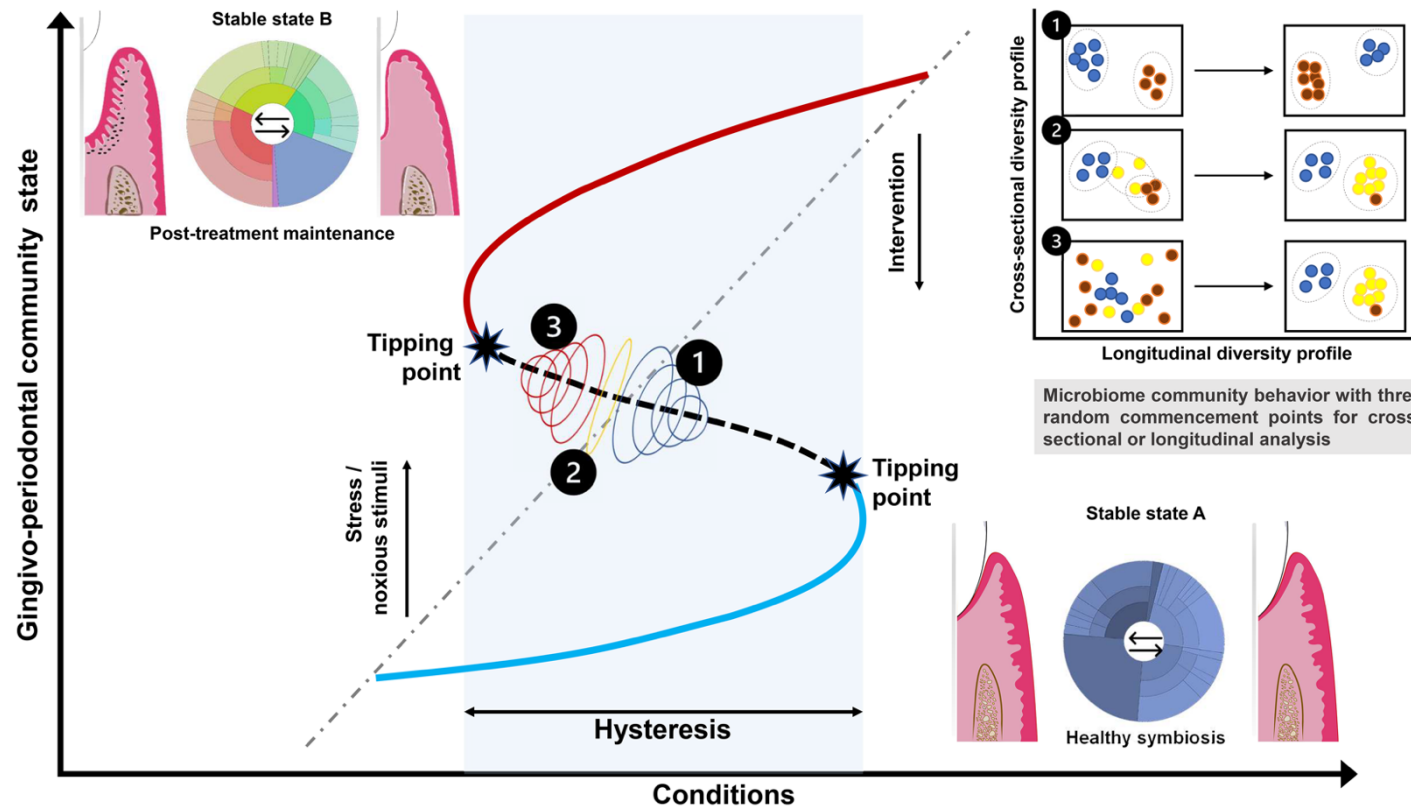 Gingivo-periodontal community state
Stable state B
Post-treatment maintenance
Tipping
point
3
1
2
Tipping
point
Stress /
noxious stimuli
Intervention
Hysteresis
Conditions
1
2
3
Cross-sectional diversity profile
Longitudinal diversity profile
Microbiome community behavior with thre
random commencement points for cross
sectional or longitudinal analysis
Stable state A
Healthy symbiosis